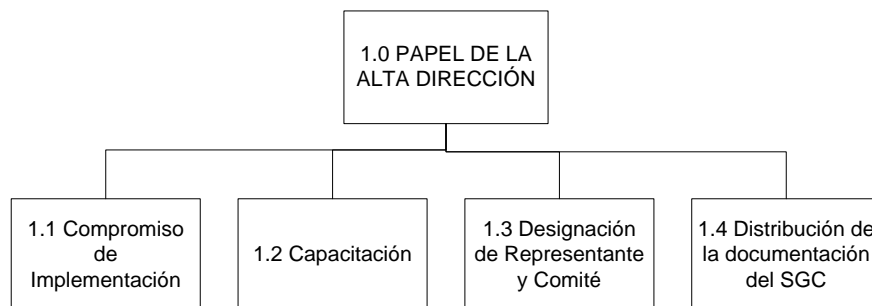 1.0 PAPEL DE LA
ALTA DIRECCIÓN
1.1 Compromiso
de
Implementación
1.2 Capacitación
1.3 Designación
de Representante
y Comité
1.4 Distribución de
la documentación
del SGC